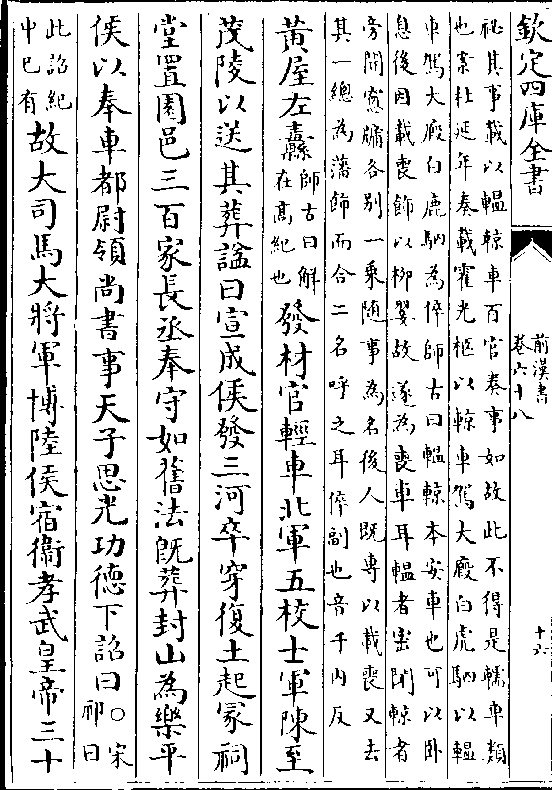 欽定四庫全書
前漢書
卷六十八
十六
祕其事載以轀輬車百官奏事如故此不得是轜車類
也案杜延年奏載霍光柩以輬車駕大廄白虎駟以轀
車駕大廄白鹿駟為倅師古曰轀輬本安車也可以卧
息後因載喪飾以柳翣故遂為喪車耳轀者密閉輬者
旁開窗牖各別一乘隨事為名後人既專以載喪又去
其一總為藩飾而合二名呼之耳倅副也音千内反
黄屋左纛師古曰解在髙紀也發材官輕車北軍五校士軍陳至
茂陵以送其葬諡曰宣成侯發三河卒穿復土起冢祠
堂置園邑三百家長丞奉守如舊法既葬封山為樂平
侯以奉車都尉領尚書事天子思光功德下詔曰○宋祁曰
此詔紀中已有故大司馬大將軍博陸侯宿衞孝武皇帝三十